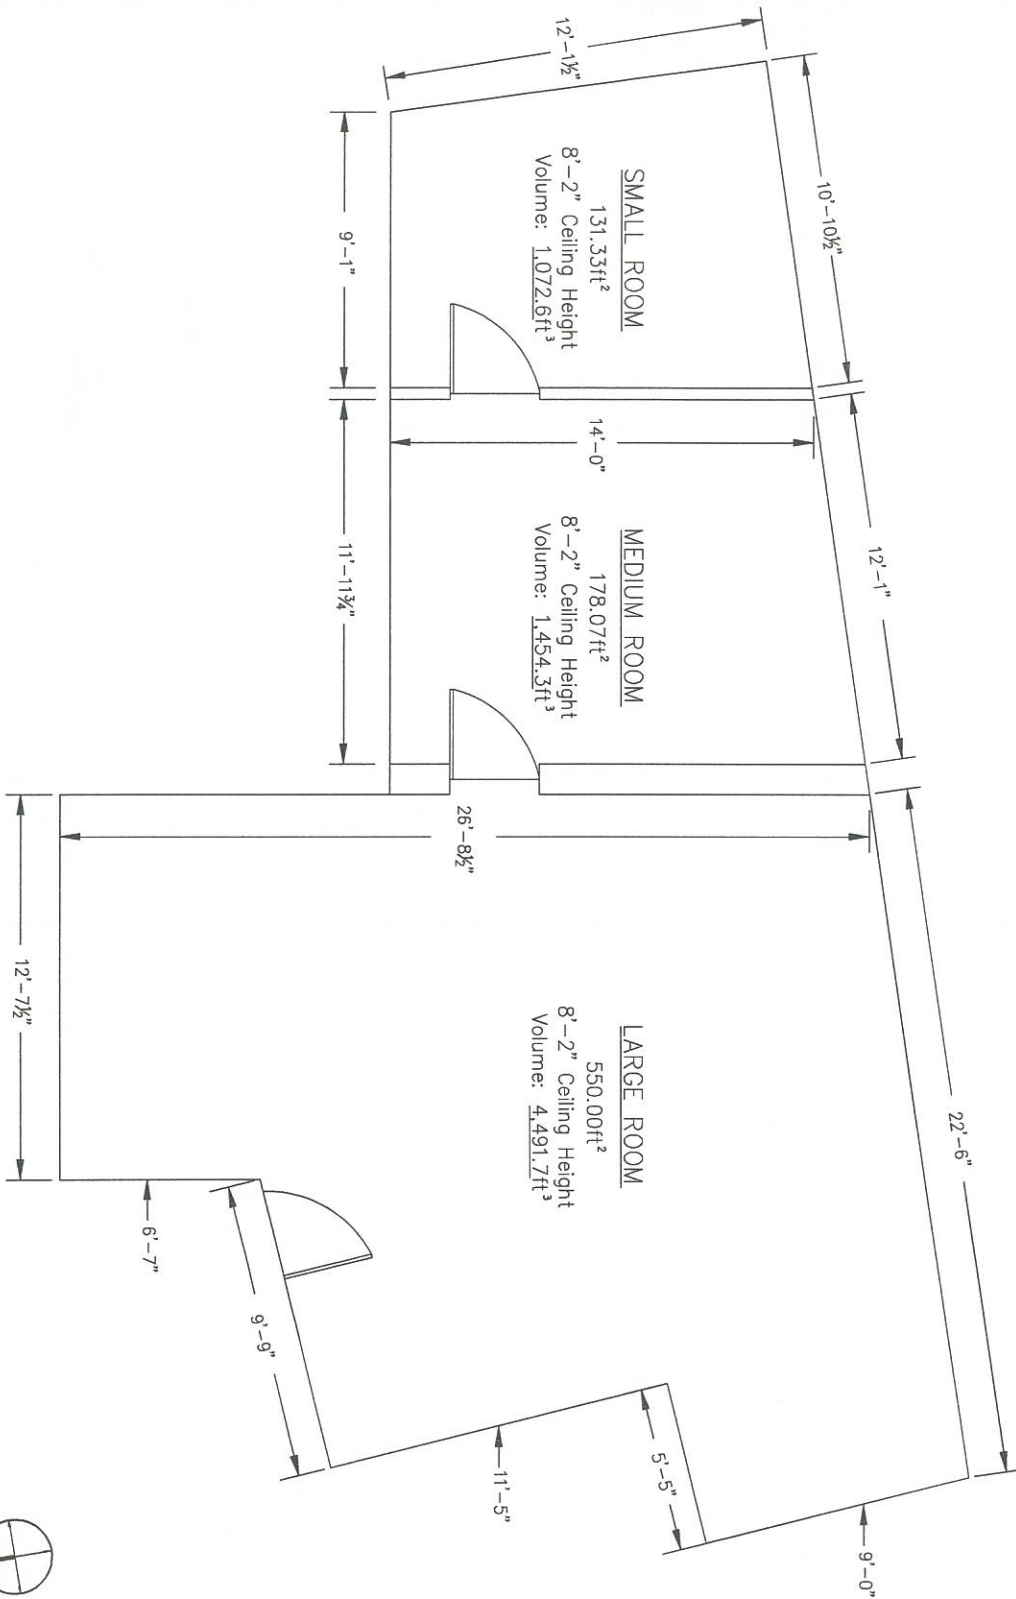 SMALL ROOM
131.33ft²
8'-2" Ceiling Height
Volume: 1,072.6ft³
MEDIUM ROOM
178.07ft²
8'-2" Ceiling Height
Volume: 1,454.3ft³
LARGE ROOM
550.00ft²
8'-2" Ceiling Height
Volume: 4,491.7ft³
12'-1½"
10'-10½"
12'-1"
22'-6"
9'-1"
14'-0"
11'-11¾"
26'-8½"
12'-7½"
6'-7"
9'-9"
11'-5"
5'-5"
9'-0"